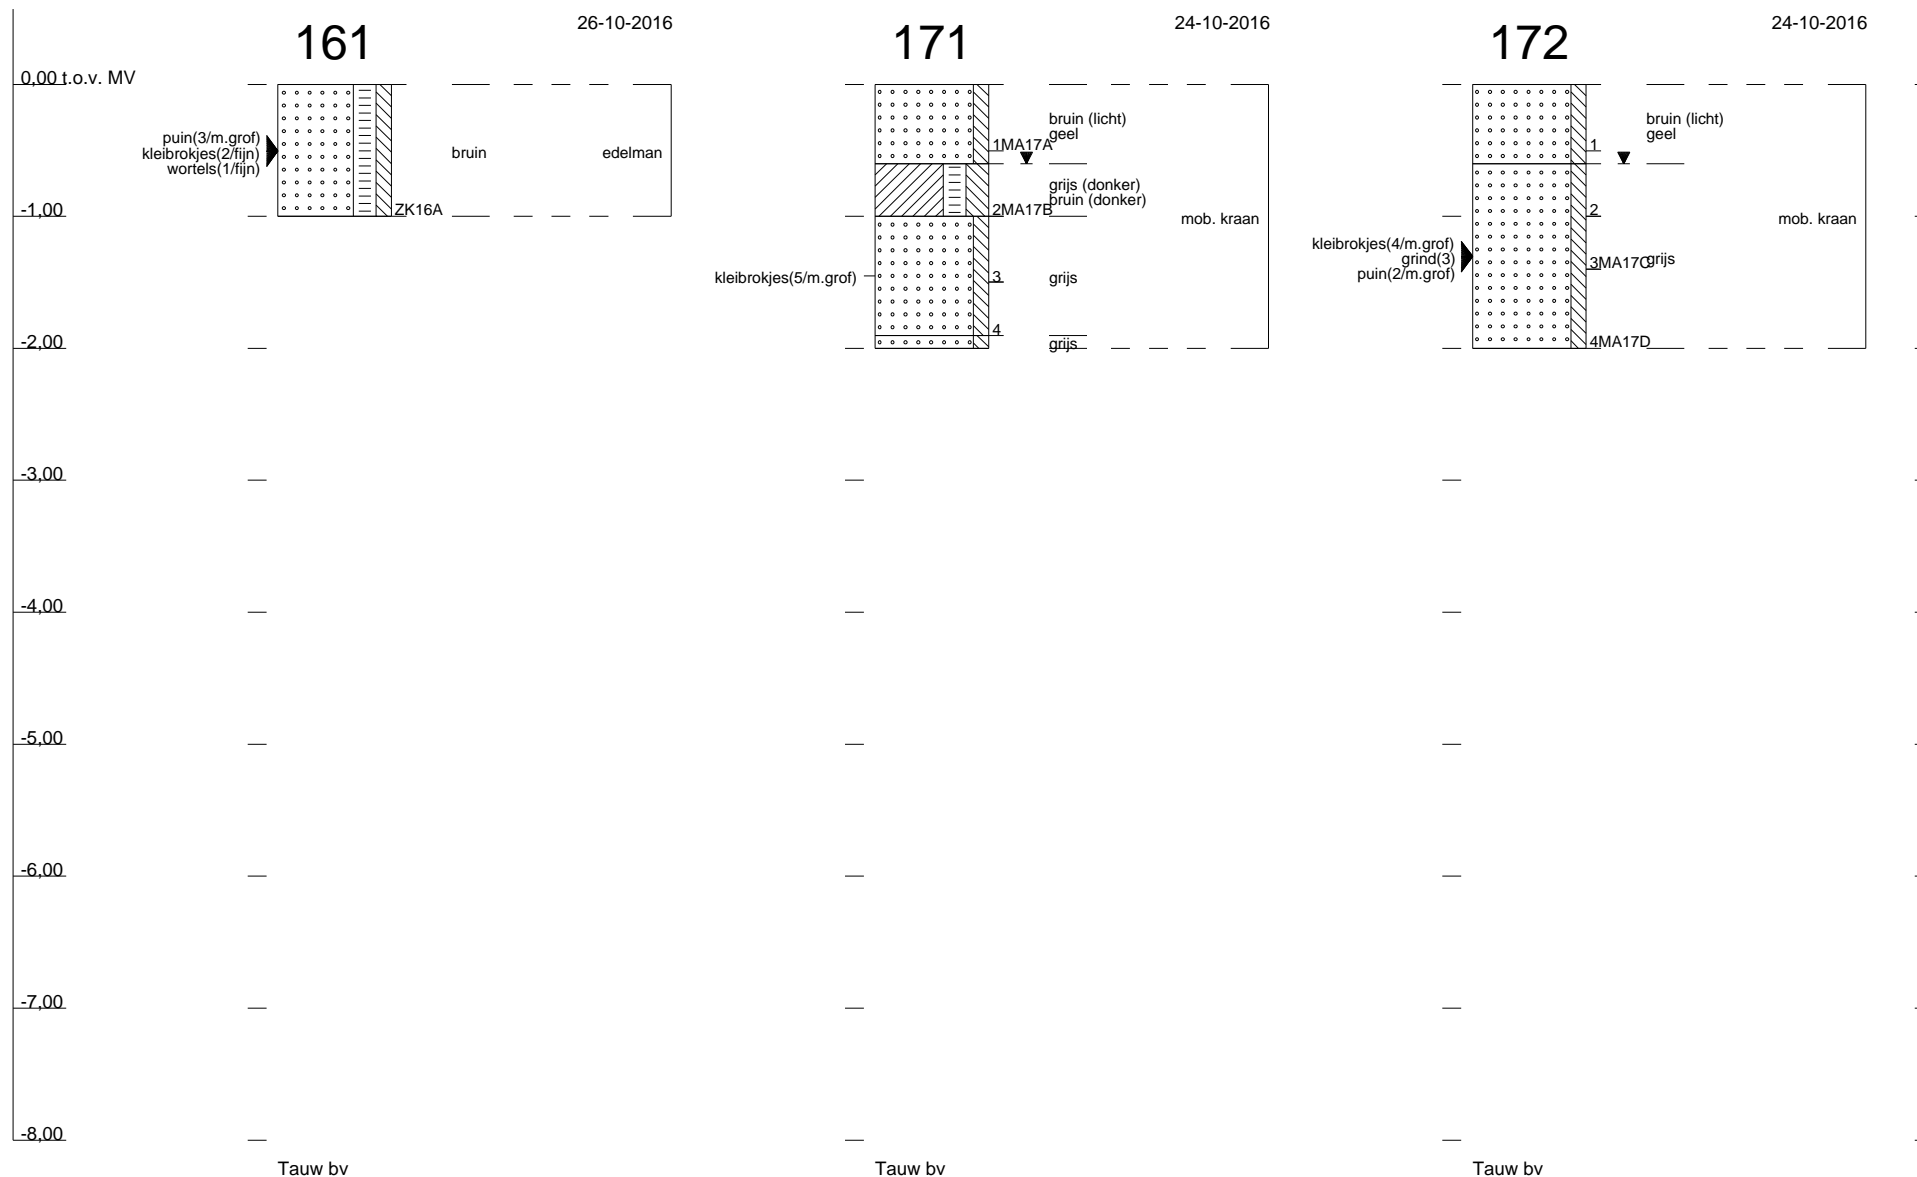 161
26-10-2016
171
24-10-2016
172
24-10-2016
0,00 t.o.v. MV
puin(3/m.grof)
kleibrokjes(2/fijn)
wortels(1/fijn)
bruin
edelman
ZK16A
bruin (licht)
geel
1MA17A
grijs (donker)
bruin (donker)
2MA17B
mob. kraan
kleibrokjes(5/m.grof)
3
grijs
4
grijs
bruin (licht)
geel
1
2
mob. kraan
kleibrokjes(4/m.grof)
grind(3)
puin(2/m.grof)
3MA17C
grijs
4MA17D
-1,00
-2,00
-3,00
-4,00
-5,00
-6,00
-7,00
-8,00
Tauw bv
Tauw bv
Tauw bv